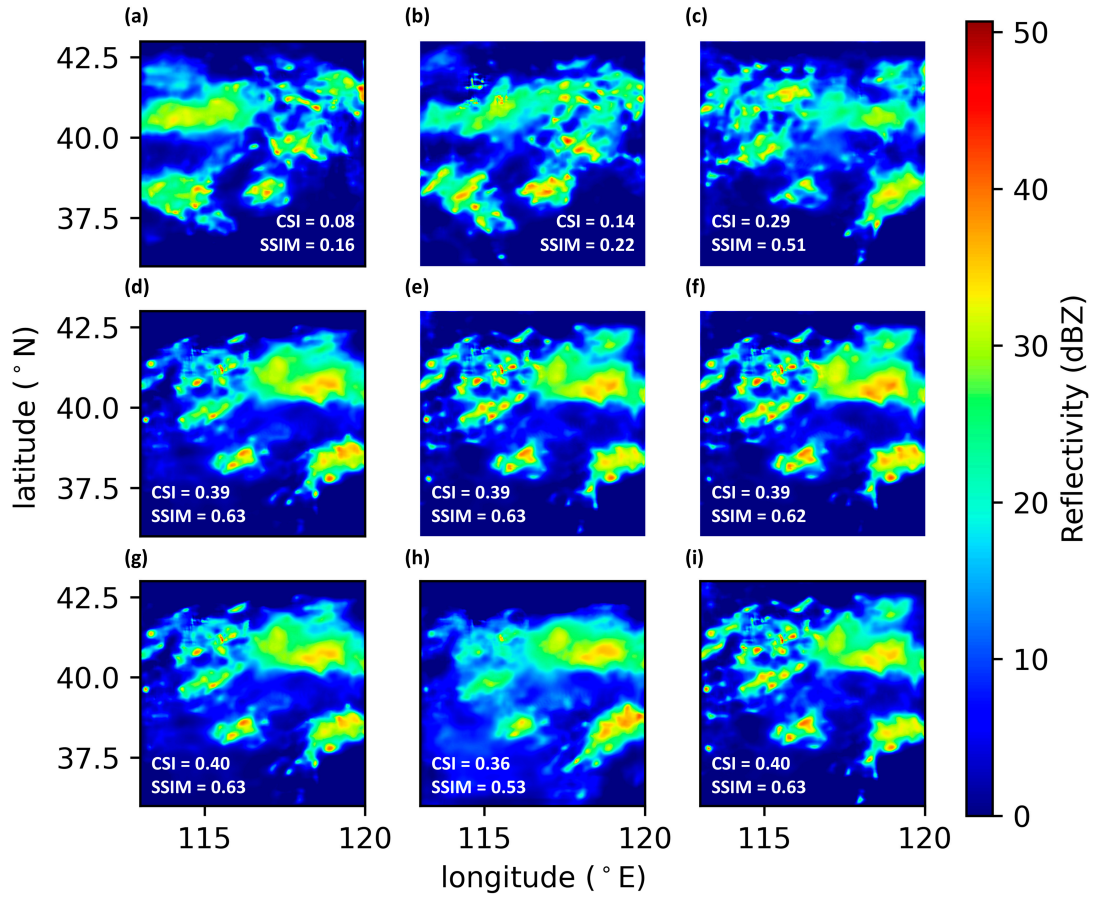 (a) (b) (c)
42.5
40.0
37.5
CSI = 0.08
SSIM = 0.16
CSI = 0.14
SSIM = 0.22
CSI = 0.29
SSIM = 0.51
(d) (e) (f)
42.5
40.0
37.5
CSI = 0.39
SSIM = 0.63
CSI = 0.39
SSIM = 0.63
CSI = 0.39
SSIM = 0.62
(g) (h) (i)
42.5
40.0
37.5
CSI = 0.40
SSIM = 0.63
CSI = 0.36
SSIM = 0.53
CSI = 0.40
SSIM = 0.63
115 120 115 120 115 120
latitude (°N)
longitude (°E)
50
40
30
20
10
0
Reflectivity (dBZ)